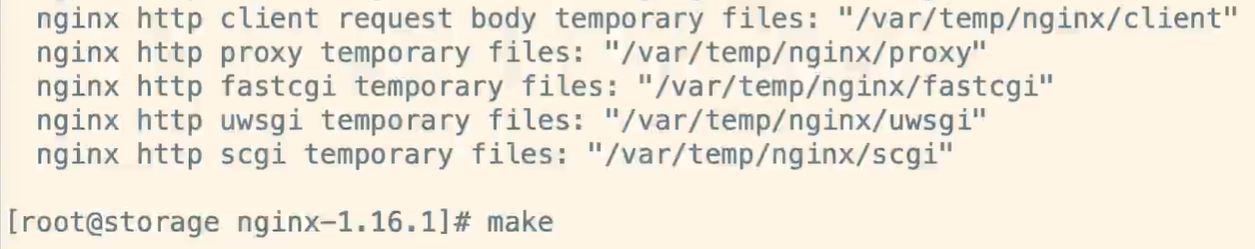 nginx http client request body temporary files: "/var/temp/nginx/client"
nginx http proxy temporary files: "/var/temp/nginx/proxy"
nginx http fastcgi temporary files: "/var/temp/nginx/fastcgi"
nginx http uwsgi temporary files: "/var/temp/nginx/uwsgi"
nginx http scgi temporary files: "/var/temp/nginx/scgi"
[root@storage nginx-1.16.1]# make